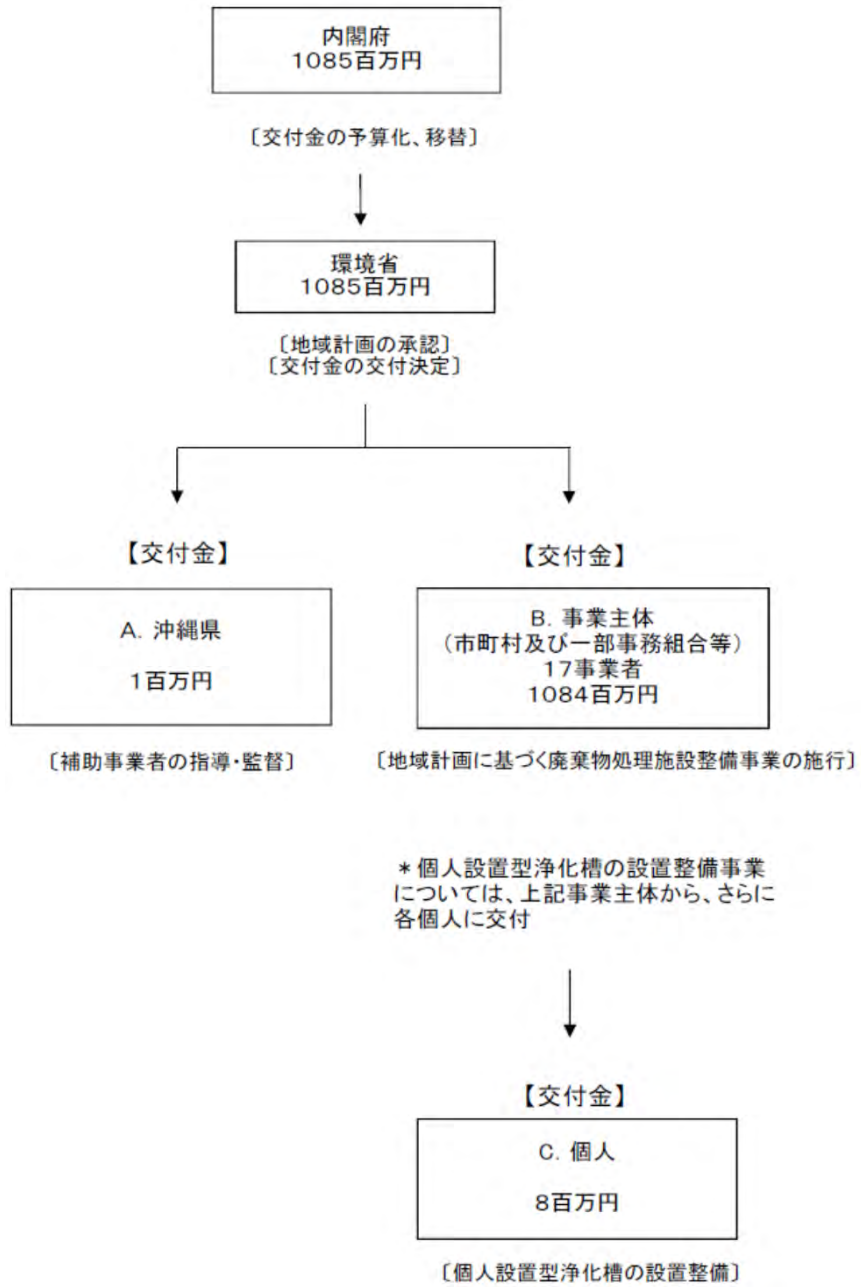 内閣府
1085百万円
〔交付金の予算化、移替〕
環境省
1085百万円
〔地域計画の承認〕
〔交付金の交付決定〕
【交付金】
A. 沖縄県
1百万円
〔補助事業者の指導・監督〕
【交付金】
B. 事業主体
(市町村及び一部事務組合等)
17事業者
1084百万円
〔地域計画に基づく廃棄物処理施設整備事業の施行〕
＊個人設置型浄化槽の設置整備事業
については、上記事業主体から、さらに
各個人に交付
【交付金】
C. 個人
8百万円
〔個人設置型浄化槽の設置整備〕